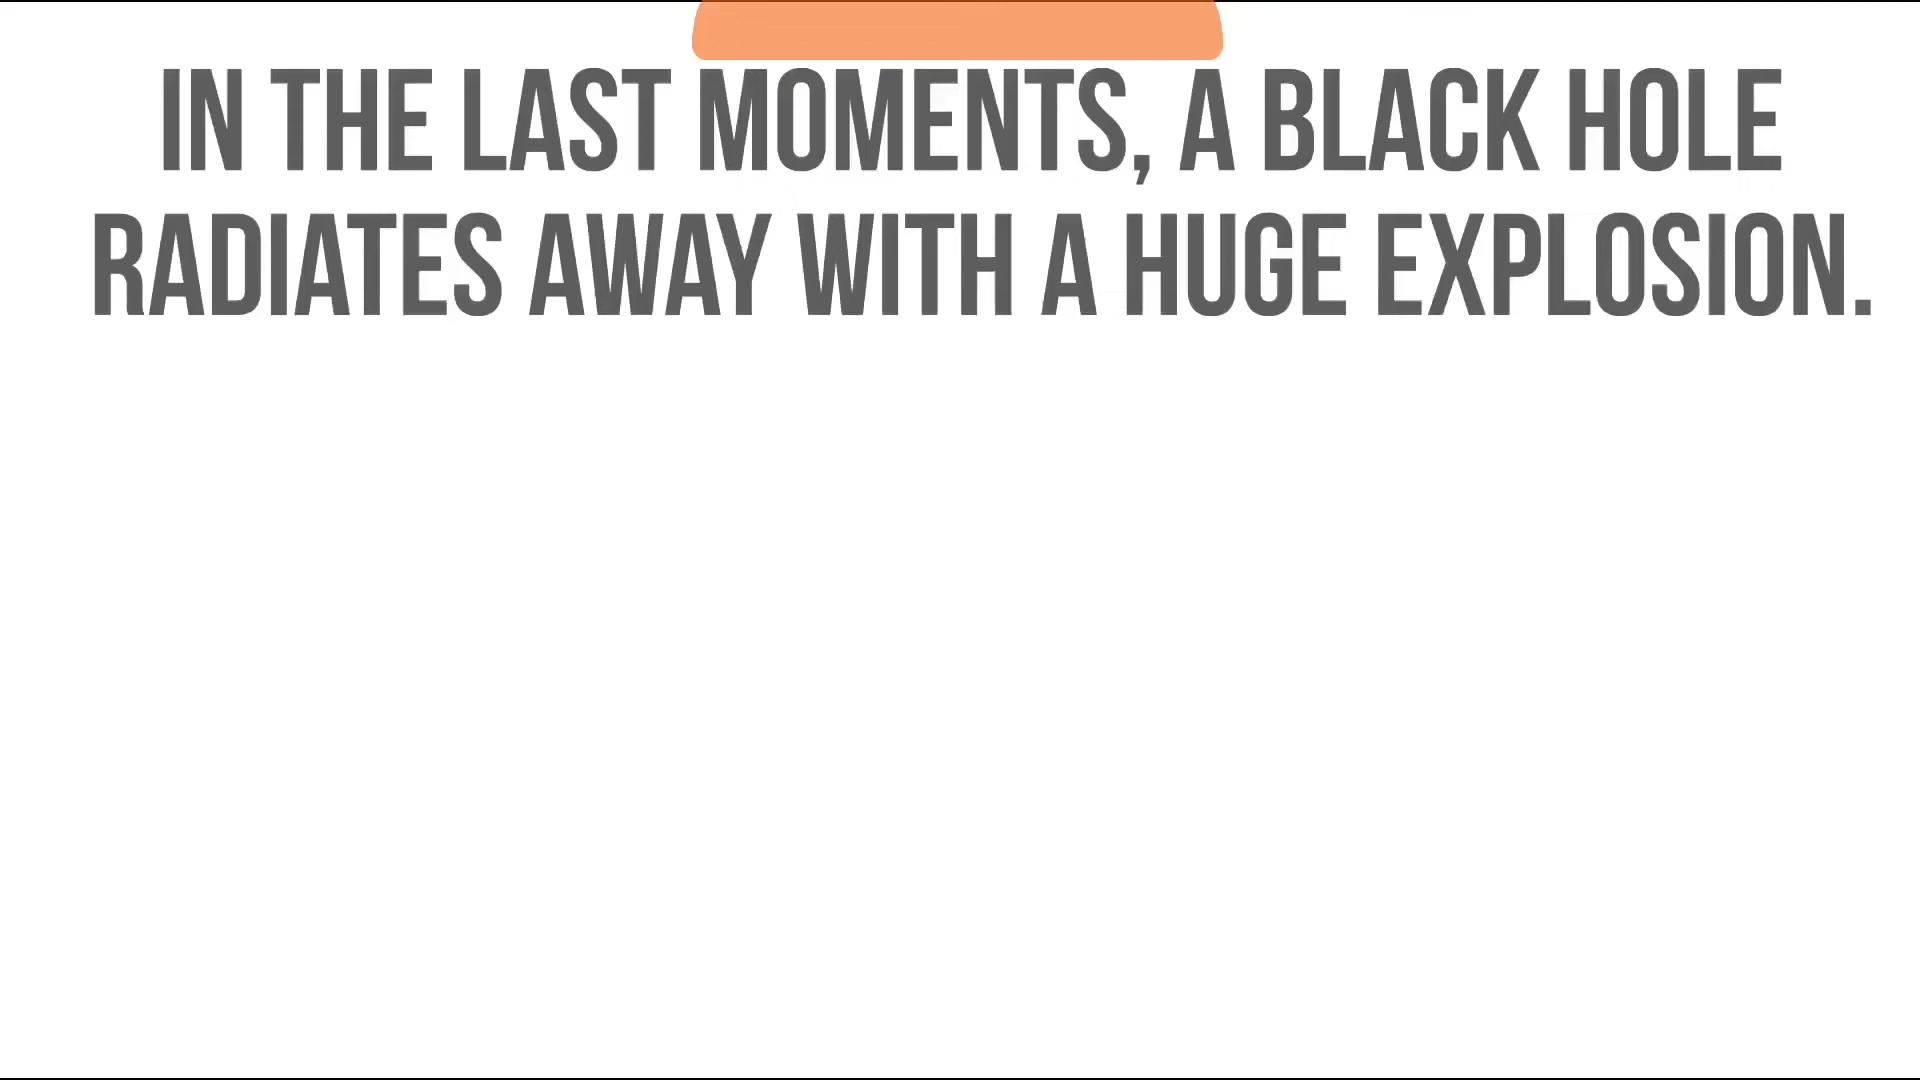 IN THE LAST MOMENTS, A BLACK HOLE
RADIATES AWAY WITH A HUGE EXPLOSION.